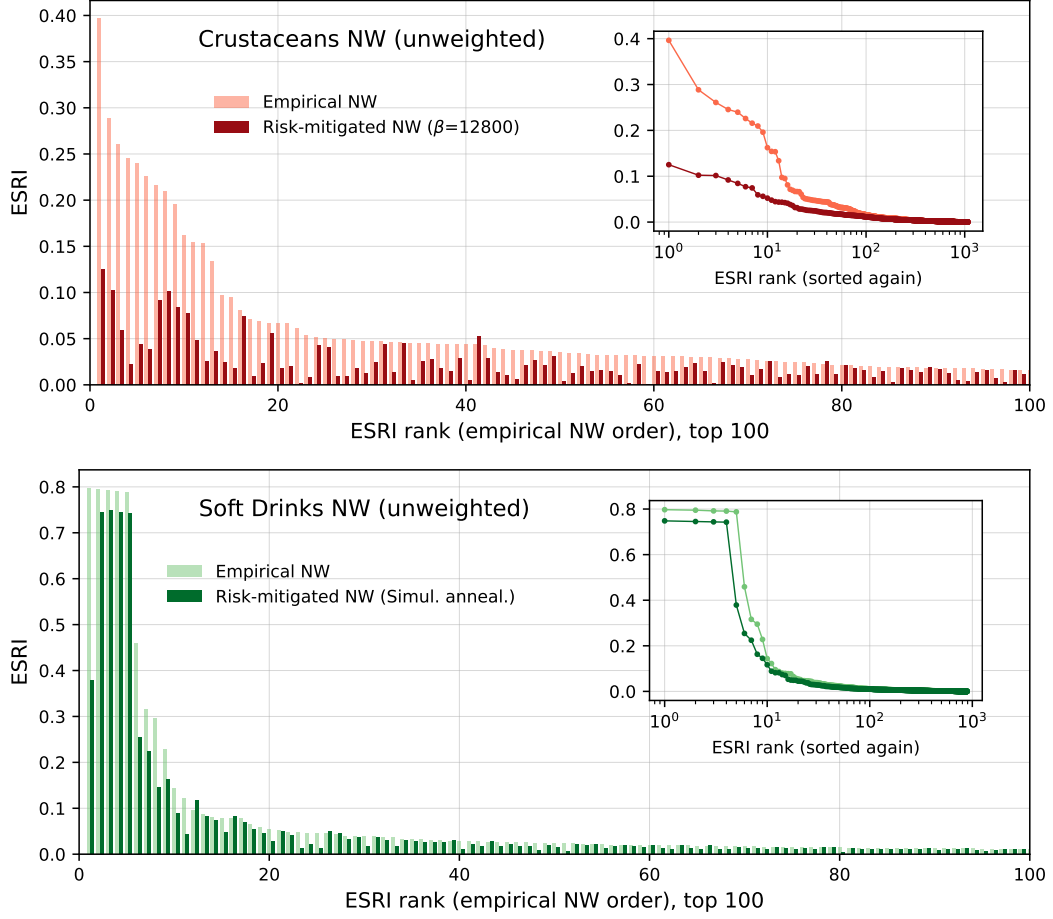 Crustaceans NW (unweighted)
Empirical NW
Risk-mitigated NW (β=12800)
ESRI
0.40
0.35
0.30
0.25
0.20
0.15
0.10
0.05
0.00
0 20 40 60 80 100
ESRI rank (empirical NW order), top 100
0.4
0.3
0.2
0.1
0.0
10⁰ 10¹ 10² 10³
ESRI rank (sorted again)
Soft Drinks NW (unweighted)
Empirical NW
Risk-mitigated NW (Simul. anneal.)
ESRI
0.8
0.7
0.6
0.5
0.4
0.3
0.2
0.1
0.0
0 20 40 60 80 100
ESRI rank (empirical NW order), top 100
0.8
0.6
0.4
0.2
0.0
10⁰ 10¹ 10² 10³
ESRI rank (sorted again)